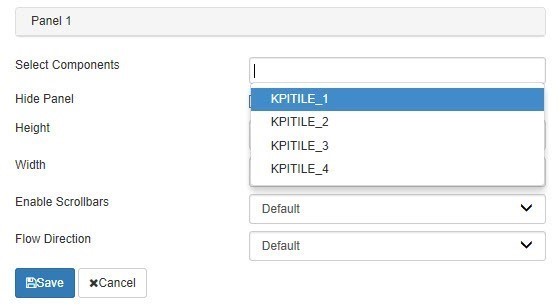 Panel 1
Select Components
Hide Panel
KPITILE_1
KPITILE_2
Height
KPITILE_3
Width
KPITILE_4
Enable Scrollbars
Default
Flow Direction
Default
Save
Cancel